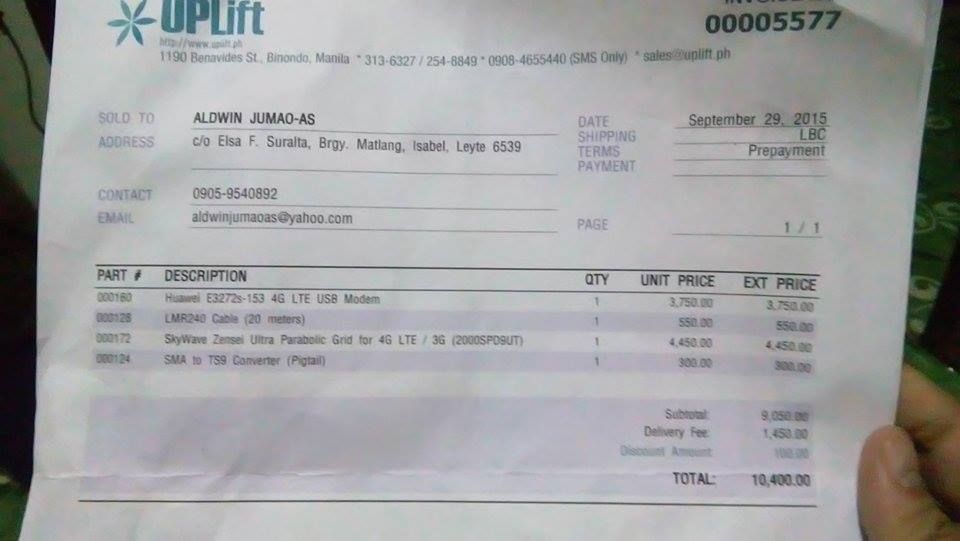 UPLift
00005577
http://www.uplift.ph
1190 Benavides St., Binondo, Manila * 313-6327 / 254-8849 * 0908-4655440 (SMS Only) * sales@uplift.ph
SOLD TO ALDWIN JUMAO-AS
ADDRESS c/o Elsa F. Suralta, Brgy. Matlang, Isabel, Leyte 6539
CONTACT 0905-9540892
EMAIL aldwinjumaoas@yahoo.com
DATE September 29, 2015
SHIPPING LBC
TERMS Prepayment
PAYMENT
PAGE 1 / 1
PART # DESCRIPTION QTY UNIT PRICE EXT PRICE
000160 Huawei E3272s-153 4G LTE USB Modem 1 3,750.00 3,750.00
000128 LMR240 Cable (20 meters) 1 550.00 550.00
000172 SkyWave Zensei Ultra Parabolic Grid for 4G LTE / 3G (2000SPD9UT) 1 4,450.00 4,450.00
000124 SMA to TS9 Converter (Pigtail) 1 300.00 300.00
Subtotal: 9,050.00
Delivery Fee: 1,450.00
Discount Amount: 100.00
TOTAL: 10,400.00